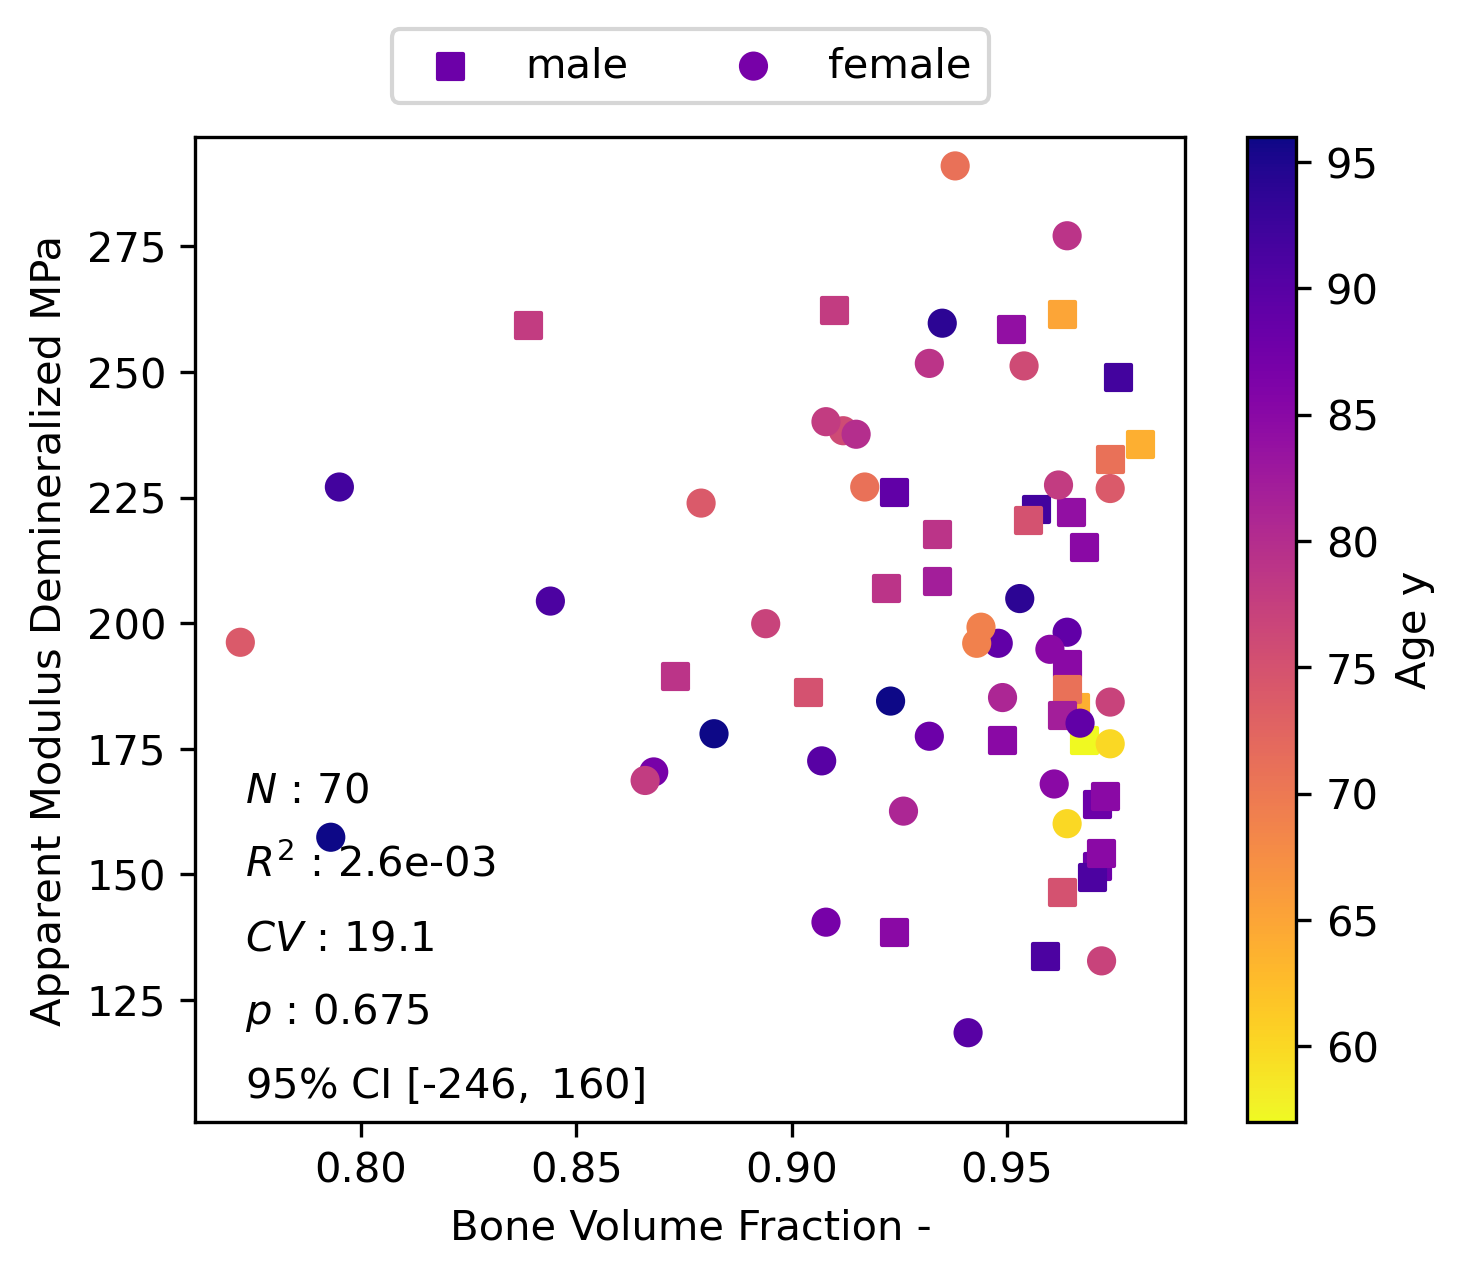 male female
275
250
225
200
175
150
125
Apparent Modulus Demineralized MPa
N : 70
R² : 2.6e-03
CV : 19.1
p : 0.675
95% CI [-246, 160]
0.80 0.85 0.90 0.95
Bone Volume Fraction -
95
90
85
80
75
70
65
60
Age y